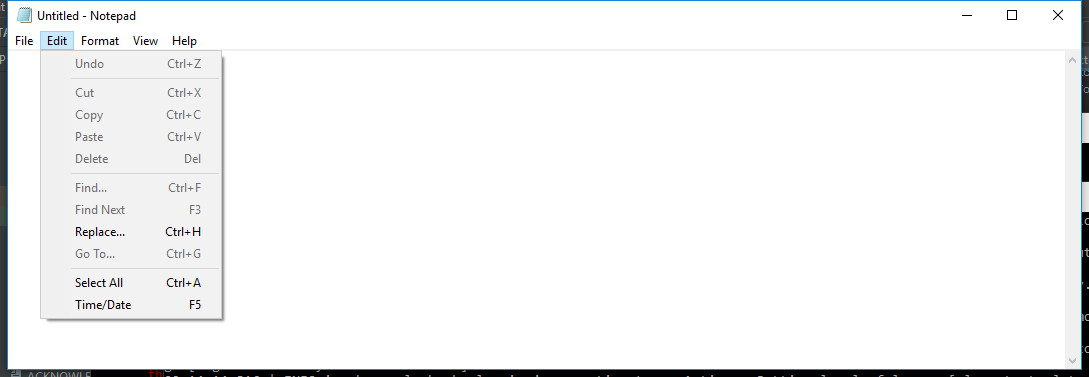 Untitled - Notepad
File Edit Format View Help
Undo Ctrl+Z
Cut Ctrl+X
Copy Ctrl+C
Paste Ctrl+V
Delete Del
Find... Ctrl+F
Find Next F3
Replace... Ctrl+H
Go To... Ctrl+G
Select All Ctrl+A
Time/Date F5
ACKNOWLE